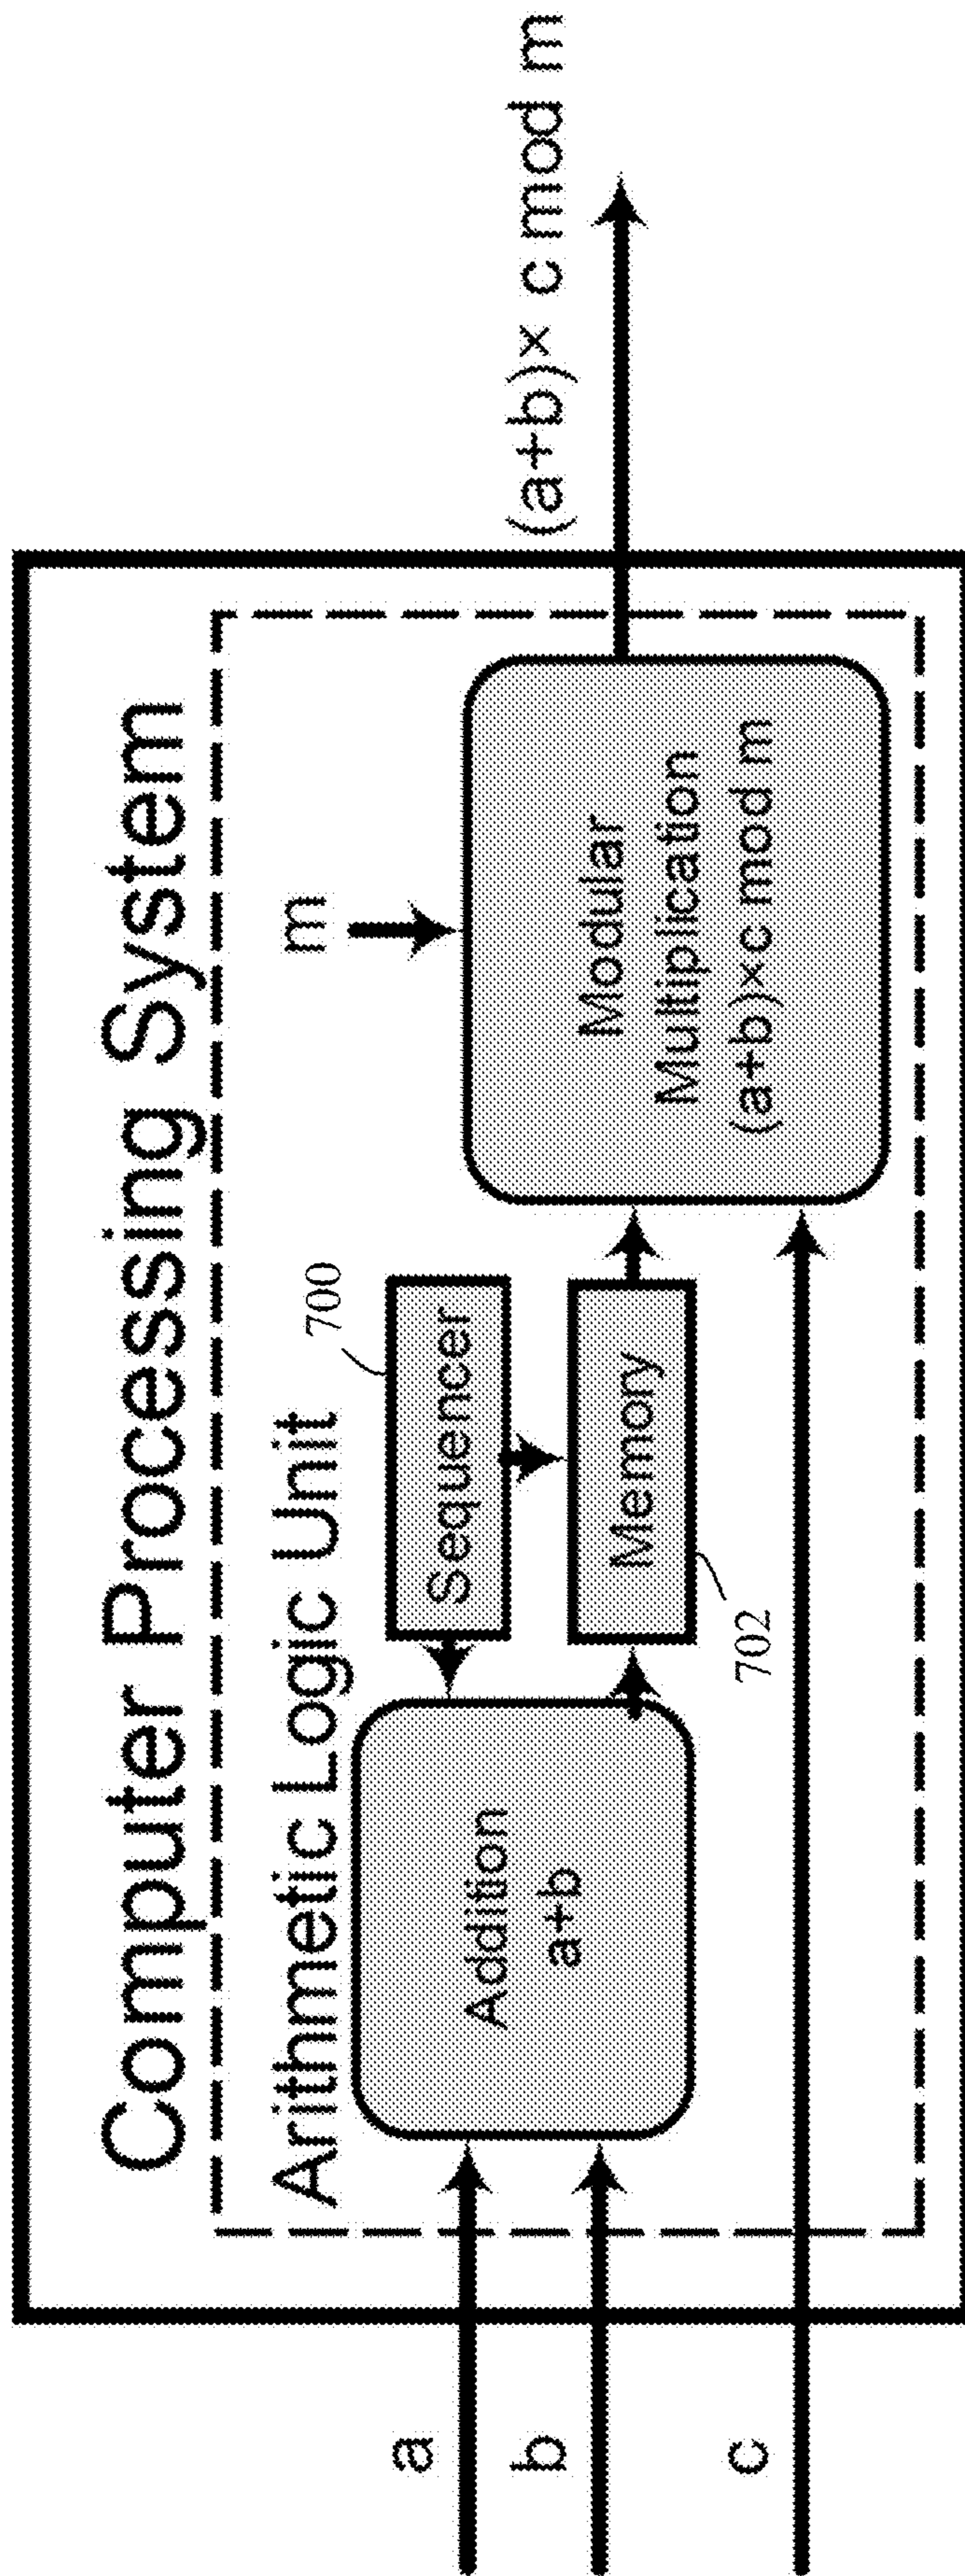 Computer Processing System
Arithmetic Logic Unit
a
b
c
Addition
a+b
Sequencer
700
Memory
702
m
Modular
Multiplication
(a+b)×c mod m
(a+b)× c mod m